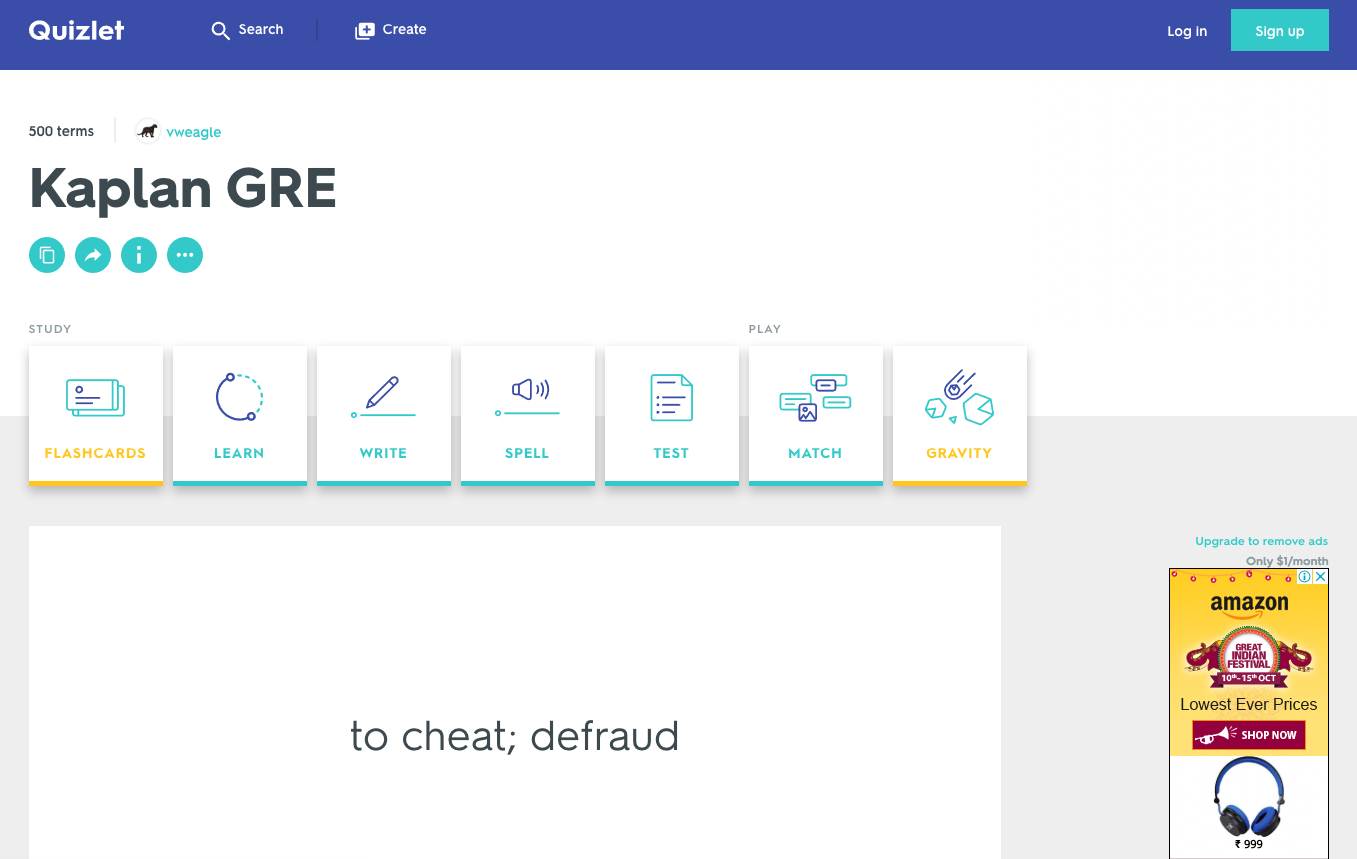 Quizlet
Search
Create
Log in
Sign up
500 terms
vweagle
Kaplan GRE
STUDY
PLAY
FLASHCARDS
LEARN
WRITE
SPELL
TEST
MATCH
GRAVITY
to cheat; defraud
Upgrade to remove ads
Only $1/month
amazon
GREAT
INDIAN
FESTIVAL
10th-15th OCT
Lowest Ever Prices
SHOP NOW
₹ 999